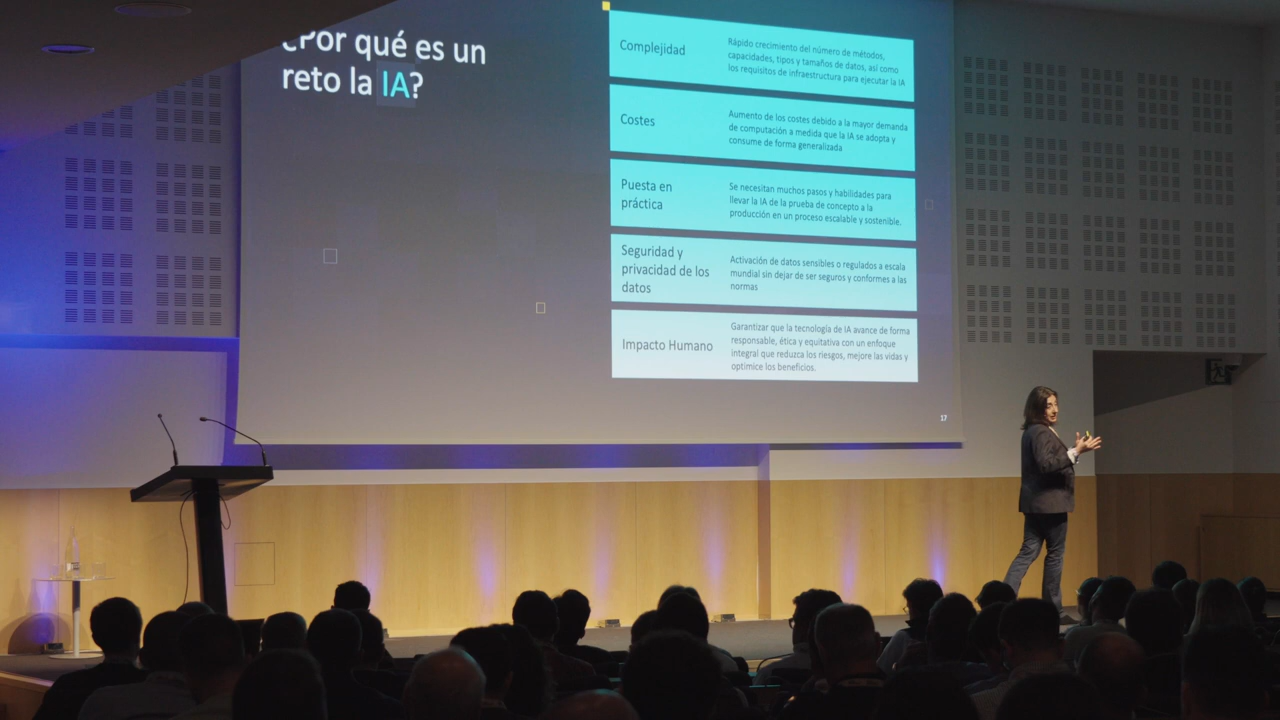 ¿Por qué es un
reto la IA?
Complejidad
Rápido crecimiento del número de métodos,
capacidades, tipos y tamaños de datos, así como
los requisitos de infraestructura para ejecutar la IA
Costes
Aumento de los costes debido a la mayor demanda
de computación a medida que la IA se adopta y
consume de forma generalizada
Puesta en
práctica
Se necesitan muchos pasos y habilidades para
llevar la IA de la prueba de concepto a la
producción en un proceso escalable y sostenible.
Seguridad y
privacidad de los
datos
Activación de datos sensibles o regulados a escala
mundial sin dejar de ser seguros y conformes a las
normas
Impacto Humano
Garantizar que la tecnología de IA avance de forma
responsable, ética y equitativa con un enfoque
integral que reduzca los riesgos, mejore las vidas y
optimice los beneficios.
17